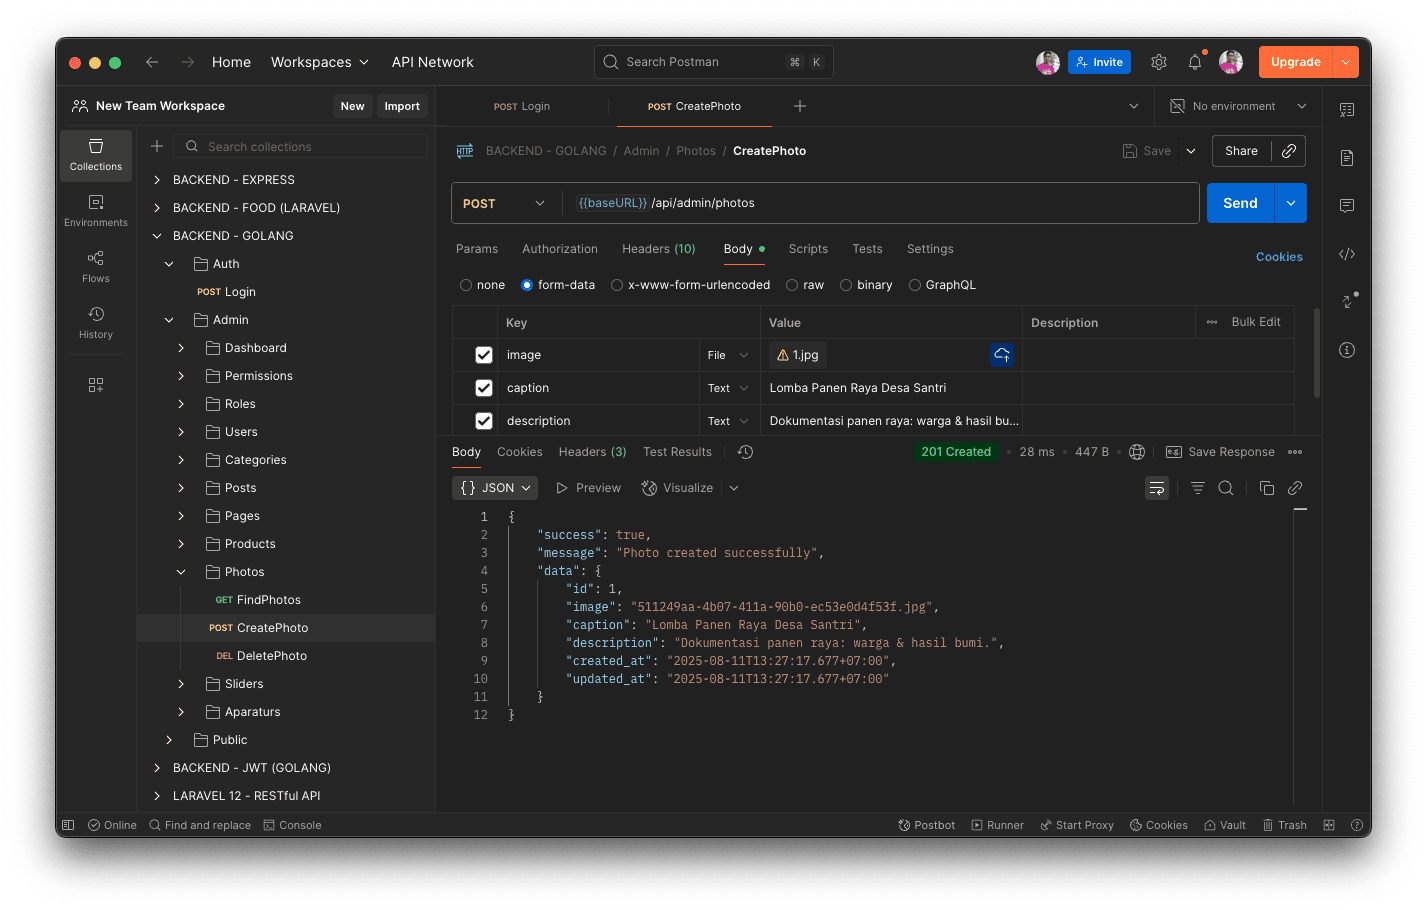 Home
Workspaces
API Network
Search Postman
⌘ K
Invite
Upgrade
New Team Workspace
New
Import
POST Login
POST CreatePhoto
No environment
Collections
Environments
Flows
History
Search collections
BACKEND - EXPRESS
BACKEND - FOOD (LARAVEL)
BACKEND - GOLANG
Auth
POST Login
Admin
Dashboard
Permissions
Roles
Users
Categories
Posts
Pages
Products
Photos
GET FindPhotos
POST CreatePhoto
DEL DeletePhoto
Sliders
Aparaturs
Public
BACKEND - JWT (GOLANG)
LARAVEL 12 - RESTful API
HTTP BACKEND - GOLANG / Admin / Photos / CreatePhoto
Save
Share
POST
{{baseURL}} /api/admin/photos
Send
Params
Authorization
Headers (10)
Body
Scripts
Tests
Settings
Cookies
none
form-data
x-www-form-urlencoded
raw
binary
GraphQL
Key Value Description Bulk Edit
image File 1.jpg
caption Text Lomba Panen Raya Desa Santri
description Text Dokumentasi panen raya: warga & hasil bu...
Body
Cookies
Headers (3)
Test Results
201 Created
28 ms
447 B
e.g. Save Response
{} JSON
Preview
Visualize
1 {
2 "success": true,
3 "message": "Photo created successfully",
4 "data": {
5 "id": 1,
6 "image": "511249aa-4b07-411a-90b0-ec53e0d4f53f.jpg",
7 "caption": "Lomba Panen Raya Desa Santri",
8 "description": "Dokumentasi panen raya: warga & hasil bumi.",
9 "created_at": "2025-08-11T13:27:17.677+07:00",
10 "updated_at": "2025-08-11T13:27:17.677+07:00"
11 }
12 }
Online
Find and replace
Console
Postbot
Runner
Start Proxy
Cookies
Vault
Trash